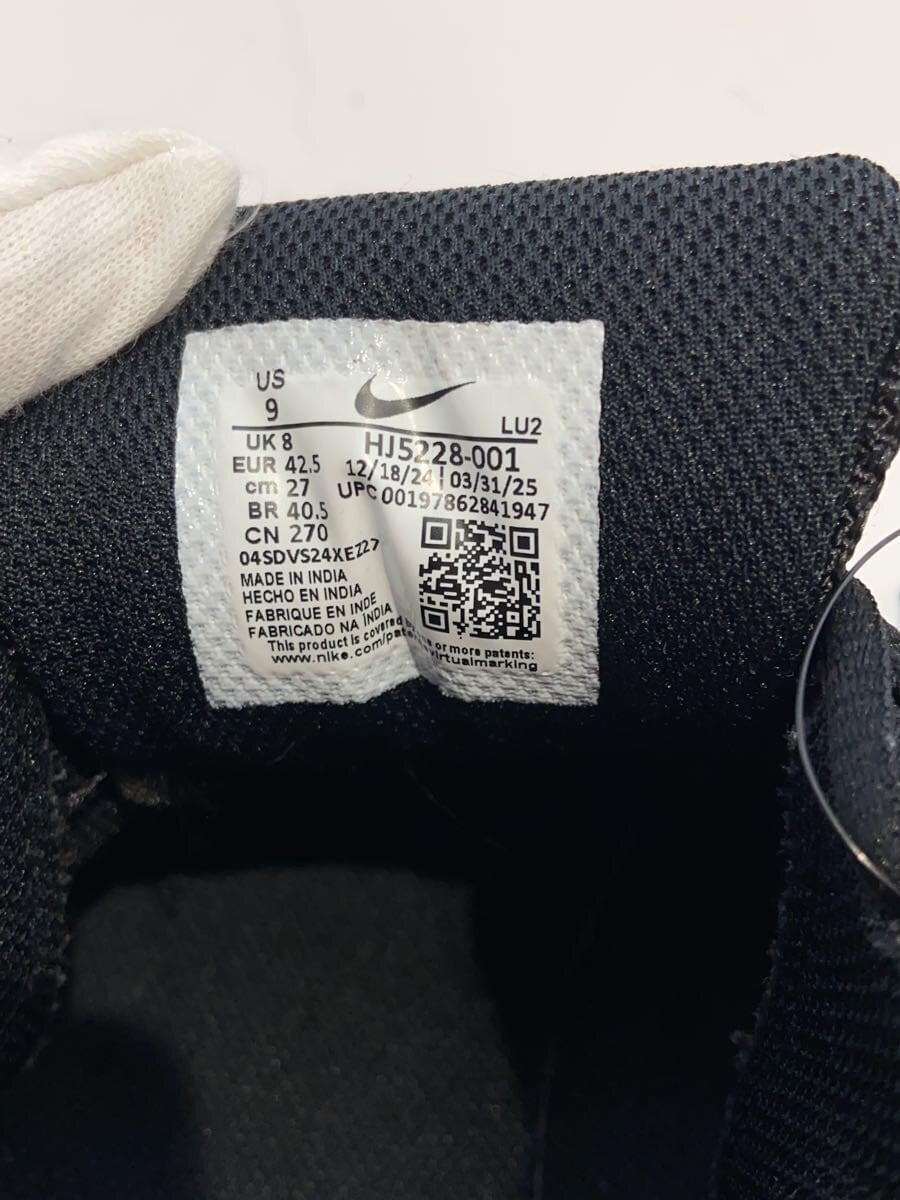 US
9
LU2
UK 8
EUR 42.5
cm 27
BR 40.5
CN 270
HJ5228-001
12/18/24 | 03/31/25
UPC 00197862841947
04SDVS24XEZ27
MADE IN INDIA
HECHO EN INDIA
FABRIQUE EN INDE
FABRICADO NA INDIA
This product is covered or more patents:
www.nike.com/pat virtualmarking